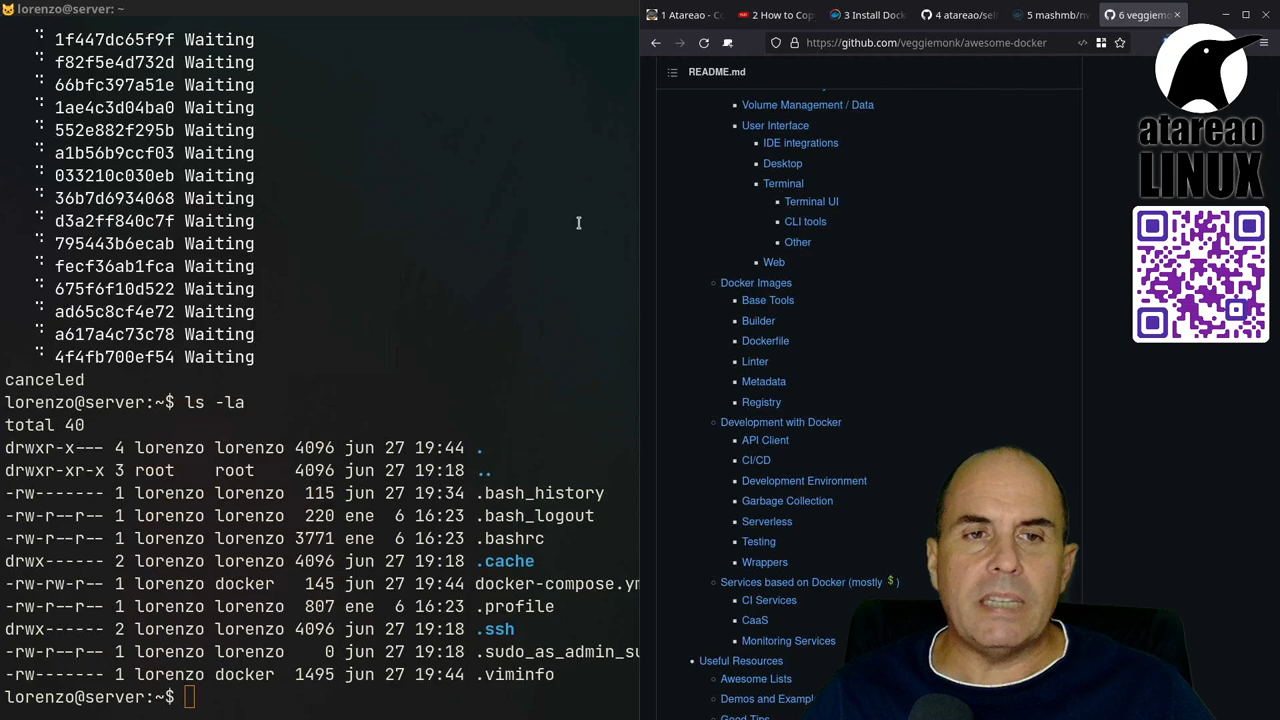 lorenzo@server: ~
1f447dc65f9f Waiting
f82f5e4d732d Waiting
66bfc397a51e Waiting
1ae4c3d04ba0 Waiting
552e882f295b Waiting
a1b56b9ccf03 Waiting
033210c030eb Waiting
36b7d6934068 Waiting
d3a2ff840c7f Waiting
795443b6ecab Waiting
fecf36ab1fca Waiting
675f6f10d522 Waiting
ad65c8cf4e72 Waiting
a617a4c73c78 Waiting
4f4fb700ef54 Waiting
canceled
lorenzo@server:~$ ls -la
total 40
drwxr-x--- 4 lorenzo lorenzo 4096 jun 27 19:44 .
drwxr-xr-x 3 root root 4096 jun 27 19:18 ..
-rw------- 1 lorenzo lorenzo 115 jun 27 19:34 .bash_history
-rw-r--r-- 1 lorenzo lorenzo 220 ene 6 16:23 .bash_logout
-rw-r--r-- 1 lorenzo lorenzo 3771 ene 6 16:23 .bashrc
drwx------ 2 lorenzo lorenzo 4096 jun 27 19:18 .cache
-rw-rw-r-- 1 lorenzo docker 145 jun 27 19:44 docker-compose.ym
-rw-r--r-- 1 lorenzo lorenzo 807 ene 6 16:23 .profile
drwx------ 2 lorenzo lorenzo 4096 jun 27 19:18 .ssh
-rw-r--r-- 1 lorenzo lorenzo 0 jun 27 19:18 .sudo_as_admin_su
-rw------- 1 lorenzo docker 1495 jun 27 19:44 .viminfo
lorenzo@server:~$
1 Atareao - Co
2 How to Cop
3 Install Dock
4 atareao/self
5 mashmb/nv
6 veggiemo
https://github.com/veggiemonk/awesome-docker
README.md
Volume Management / Data
User Interface
IDE integrations
Desktop
Terminal
Terminal UI
CLI tools
Other
Web
Docker Images
Base Tools
Builder
Dockerfile
Linter
Metadata
Registry
Development with Docker
API Client
CI/CD
Development Environment
Garbage Collection
Serverless
Testing
Wrappers
Services based on Docker (mostly 💲)
CI Services
CaaS
Monitoring Services
Useful Resources
Awesome Lists
Demos and Exampl
Good Tips
atareao
LINUX